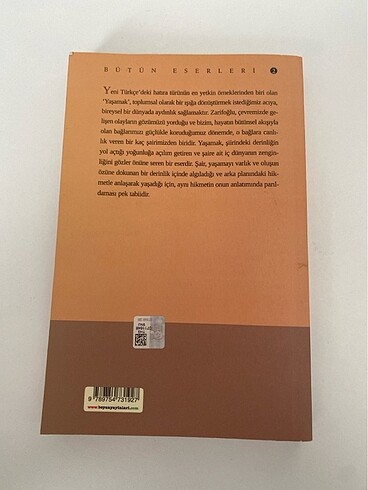 BÜTÜN ESERLERİ 2
Yeni Türkçe'deki hatıra türünün en yetkin örneklerinden biri olan
'Yaşamak', toplumsal olarak bir ışığa dönüştürmek istediğimiz acıya,
bireysel bir dünyada aydınlık sağlamaktır. Zarifoğlu, çevremizde ge-
lişen olayların gözümüzü yorduğu ve bizim, hayatın bütünsel akışıyla
olan bağlarımızı güçlükle koruduğumuz dönemde, o bağlara canlı-
lık veren bir kaç şairimizden biridir. Yaşamak, şiirindeki derinliğin
yol açtığı yoğunluğa açılım getiren ve şaire ait iç dünyanın zengin-
liğini gözler önüne seren bir eserdir. Şair, yaşamayı varlık ve oluşun
özüne dokunan bir derinlik içinde algıladığı ve arka planındaki hik-
metle anlaşarak yaşadığı için, aynı hikmetin onun anlatımında parıl-
daması pek tabiidir.
9 789754 731927
www.beyanyayinlari.com